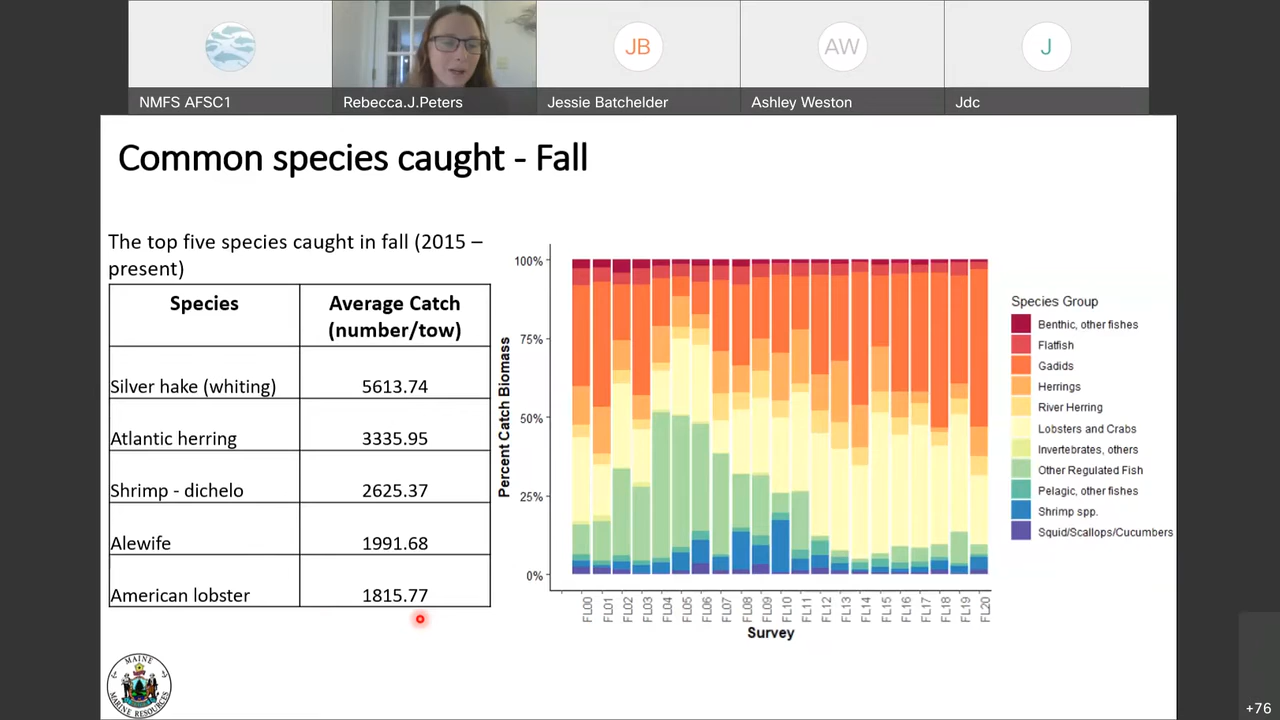 JB
AW
J
NMFS AFSC1
Rebecca.J.Peters
Jessie Batchelder
Ashley Weston
Jdc
Common species caught - Fall
The top five species caught in fall (2015 –
present)
Species
Average Catch
(number/tow)
Silver hake (whiting)
5613.74
Atlantic herring
3335.95
Shrimp - dichelo
2625.37
Alewife
1991.68
American lobster
1815.77
Percent Catch Biomass
100%
75%
50%
25%
0%
FL00
FL01
FL02
FL03
FL04
FL05
FL06
FL07
FL08
FL09
FL10
FL11
FL12
FL13
FL14
FL15
FL16
FL17
FL18
FL19
FL20
Survey
Species Group
Benthic, other fishes
Flatfish
Gadids
Herrings
River Herring
Lobsters and Crabs
Invertebrates, others
Other Regulated Fish
Pelagic, other fishes
Shrimp spp.
Squid/Scallops/Cucumbers
MAINE
MARINE RESOURCES
+76